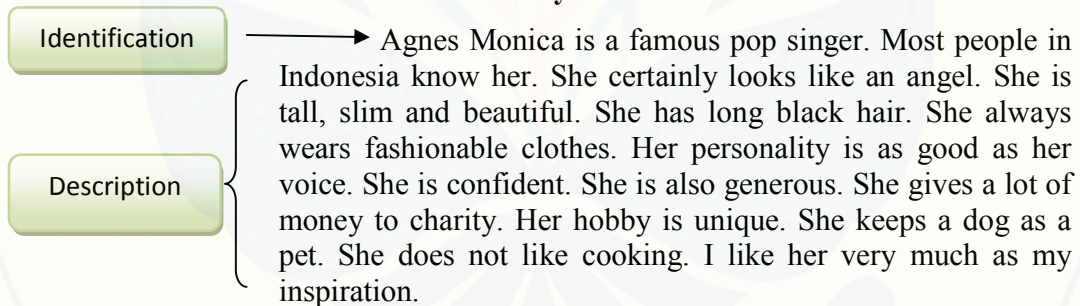 Identification
Agnes Monica is a famous pop singer. Most people in
Indonesia know her. She certainly looks like an angel. She is
tall, slim and beautiful. She has long black hair. She always
wears fashionable clothes. Her personality is as good as her
Description
voice. She is confident. She is also generous. She gives a lot of
money to charity. Her hobby is unique. She keeps a dog as a
pet. She does not like cooking. I like her very much as my
inspiration.